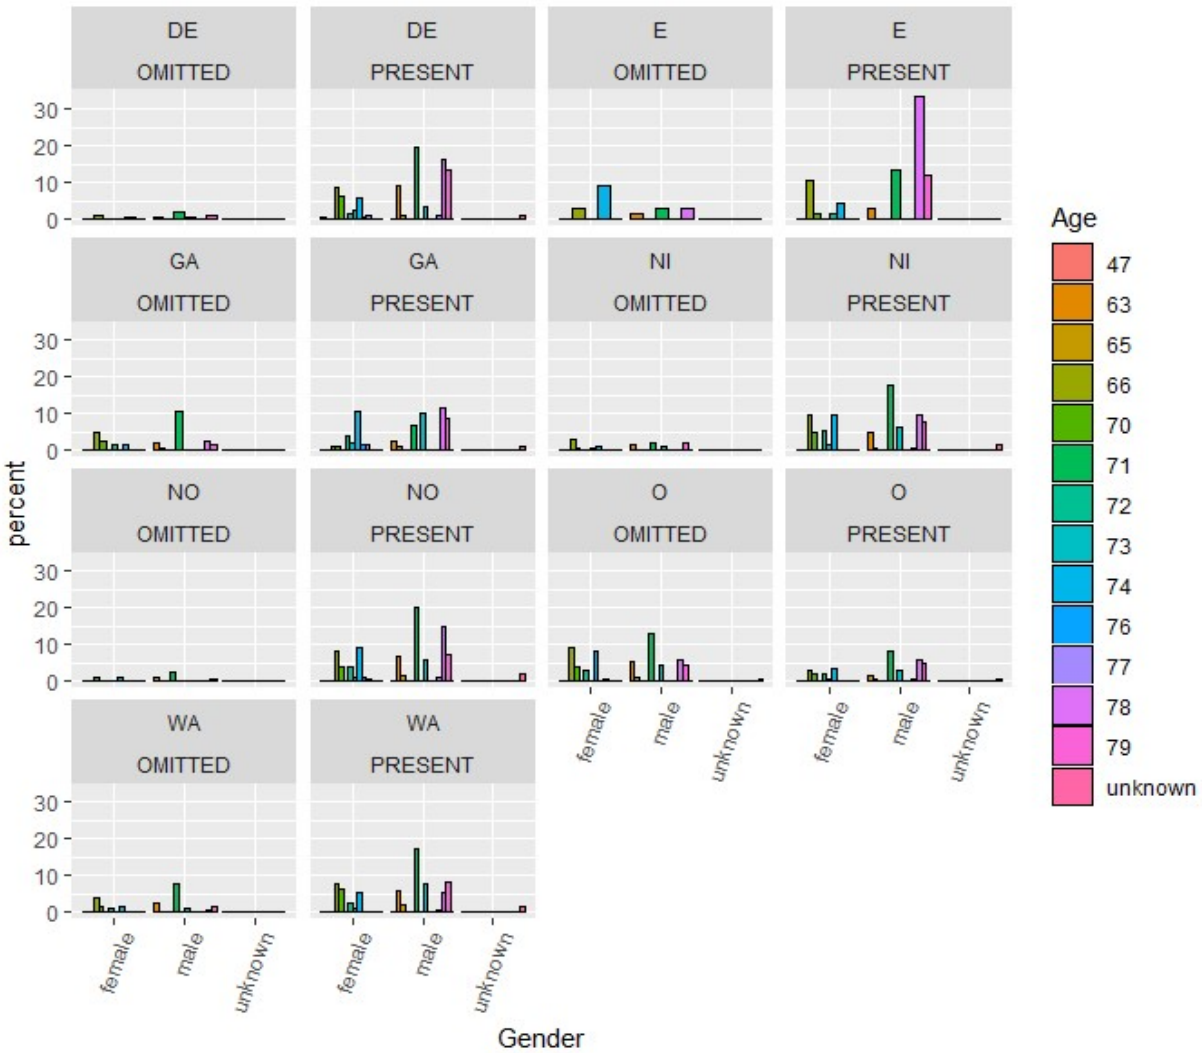 DE DE E E
OMITTED PRESENT OMITTED PRESENT
30
20
10
0
GA GA NI NI
OMITTED PRESENT OMITTED PRESENT
30
20
10
0
NO NO O O
OMITTED PRESENT OMITTED PRESENT
30
20
10
0
female male unknown female male unknown
WA WA
OMITTED PRESENT
30
20
10
0
female male unknown female male unknown
percent
Gender
Age
47
63
65
66
70
71
72
73
74
76
77
78
79
unknown